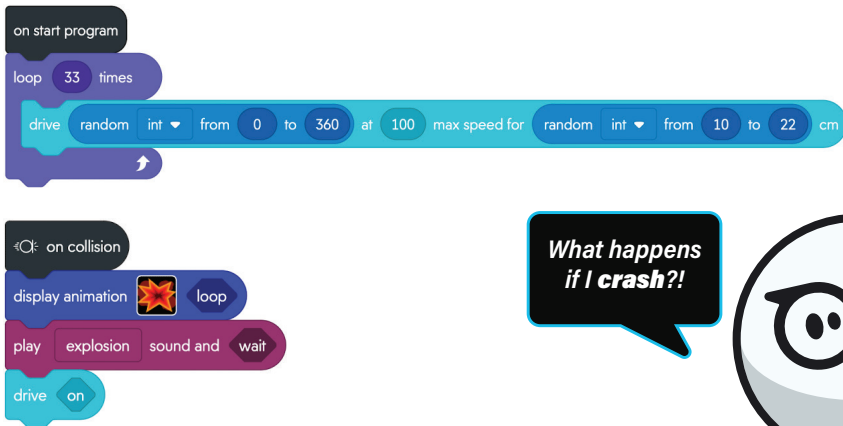 on start program
loop 33 times
drive random int from 0 to 360 at 100 max speed for random int from 10 to 22 cm
on collision
display animation loop
play explosion sound and wait
drive on
What happens
if I crash?!